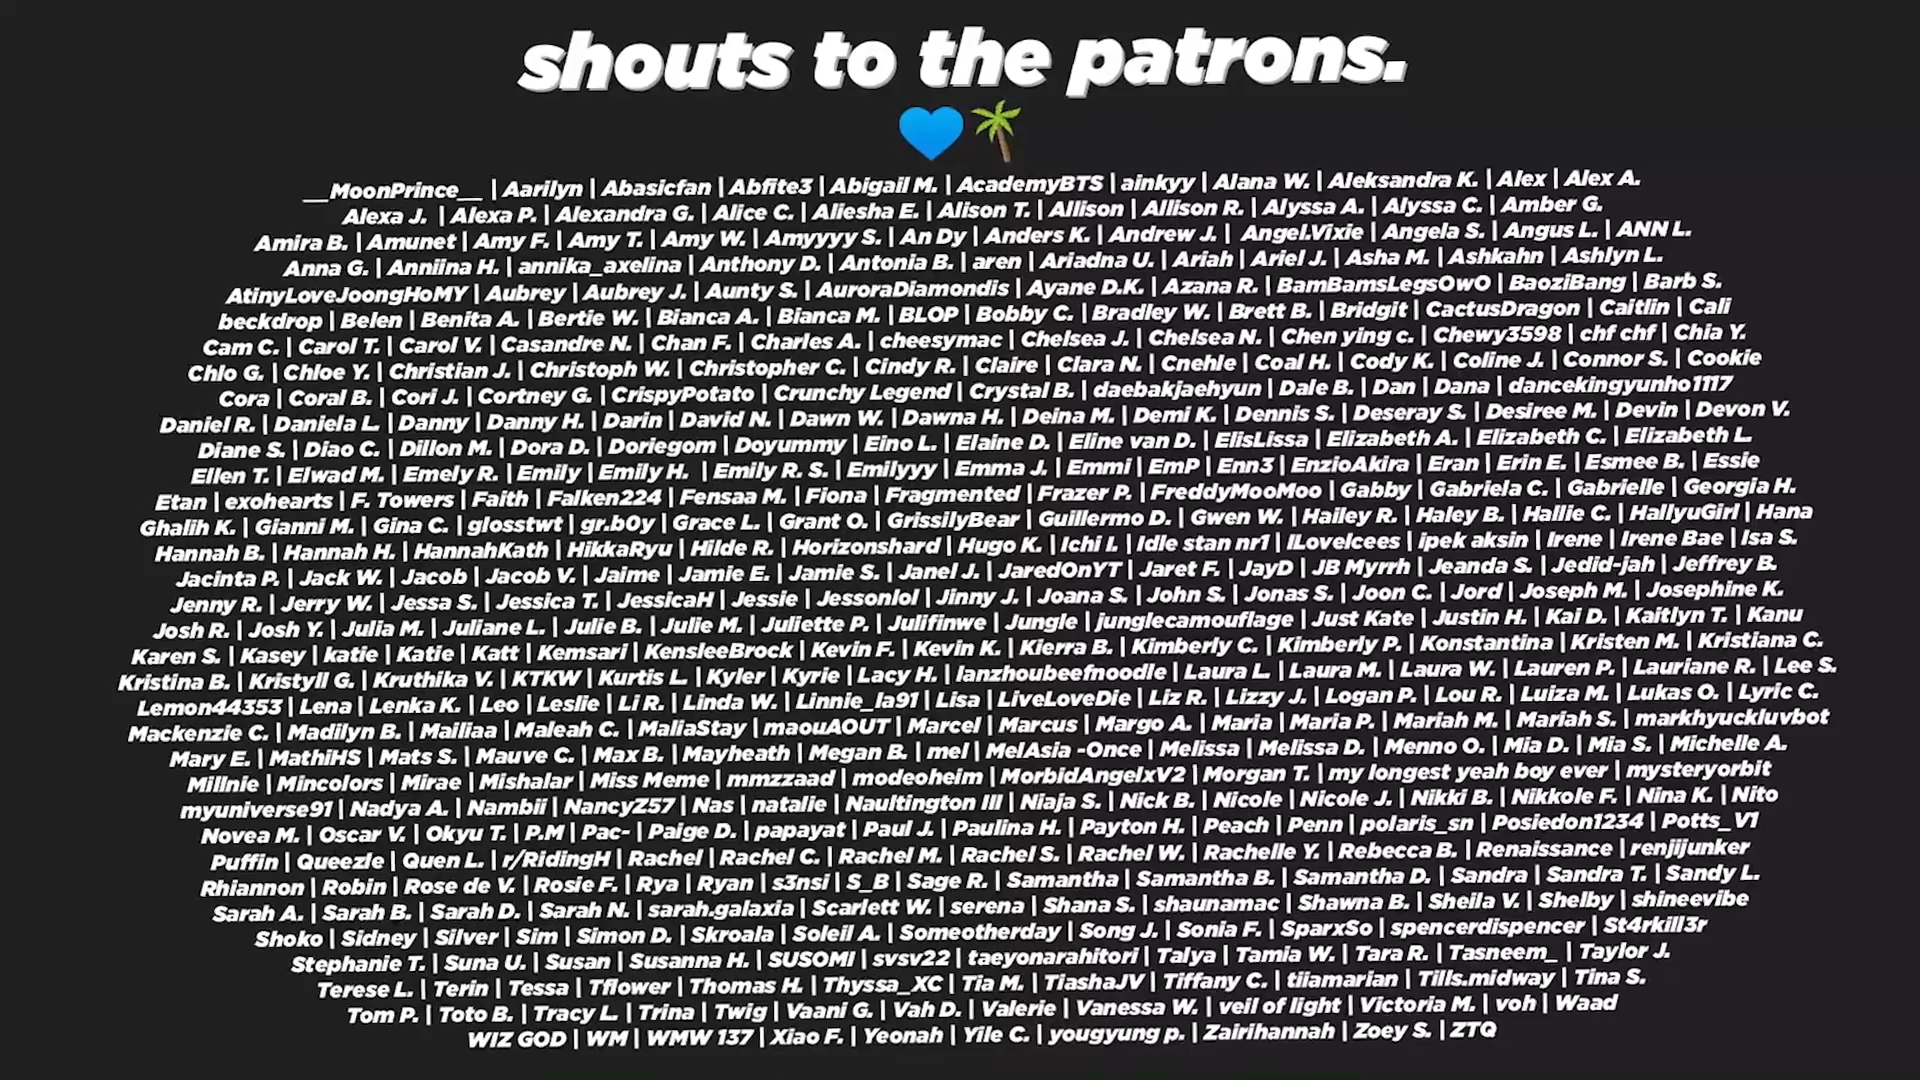 shouts to the patrons.
__MoonPrince__ | Aarilyn | Abasicfan | Abfite3 | Abigail M. | AcademyBTS | ainkyy | Alana W. | Aleksandra K. | Alex | Alex A.
Alexa J. | Alexa P. | Alexandra G. | Alice C. | Aliesha E. | Alison T. | Allison | Allison R. | Alyssa A. | Alyssa C. | Amber G.
Amira B. | Amunet | Amy F. | Amy T. | Amy W. | Amyyyy S. | An Dy | Anders K. | Andrew J. | Angel.Vixie | Angela S. | Angus L. | ANN L.
Anna G. | Anniina H. | annika_axelina | Anthony D. | Antonia B. | aren | Ariadna U. | Ariah | Ariel J. | Asha M. | Ashkahn | Ashlyn L.
AtinyLoveJoongHoMY | Aubrey | Aubrey J. | Aunty S. | AuroraDiamondis | Ayane D.K. | Azana R. | BamBamsLegsOwO | BaoziBang | Barb S.
beckdrop | Belen | Benita A. | Bertie W. | Bianca A. | Bianca M. | BLOP | Bobby C. | Bradley W. | Brett B. | Bridgit | CactusDragon | Caitlin | Cali
Cam C. | Carol T. | Carol V. | Casandre N. | Chan F. | Charles A. | cheesymac | Chelsea J. | Chelsea N. | Chen ying c. | Chewy3598 | chf chf | Chia Y.
Chlo G. | Chloe Y. | Christian J. | Christoph W. | Christopher C. | Cindy R. | Claire | Clara N. | Cnehle | Coal H. | Cody K. | Coline J. | Connor S. | Cookie
Cora | Coral B. | Cori J. | Cortney G. | CrispyPotato | Crunchy Legend | Crystal B. | daebakjaehyun | Dale B. | Dan | Dana | dancekingyunho1117
Daniel R. | Daniela L. | Danny | Danny H. | Darin | David N. | Dawn W. | Dawna H. | Deina M. | Demi K. | Dennis S. | Deseray S. | Desiree M. | Devin | Devon V.
Diane S. | Diao C. | Dillon M. | Dora D. | Doriegom | Doyummy | Eino L. | Elaine D. | Eline van D. | ElisLissa | Elizabeth A. | Elizabeth C. | Elizabeth L.
Ellen T. | Elwad M. | Emely R. | Emily | Emily H. | Emily R. S. | Emilyyy | Emma J. | Emmi | EmP | Enn3 | EnzioAkira | Eran | Erin E. | Esmee B. | Essie
Etan | exohearts | F. Towers | Faith | Falken224 | Fensaa M. | Fiona | Fragmented | Frazer P. | FreddyMooMoo | Gabby | Gabriela C. | Gabrielle | Georgia H.
Ghalih K. | Gianni M. | Gina C. | glosstwt | gr.b0y | Grace L. | Grant O. | GrissilyBear | Guillermo D. | Gwen W. | Hailey R. | Haley B. | Hallie C. | HallyuGirl | Hana
Hannah B. | Hannah H. | HannahKath | HikkaRyu | Hilde R. | Horizonshard | Hugo K. | Ichi I. | Idle stan nr1 | ILoveIcees | ipek aksin | Irene | Irene Bae | Isa S.
Jacinta P. | Jack W. | Jacob | Jacob V. | Jaime | Jamie E. | Jamie S. | Janel J. | JaredOnYT | Jaret F. | JayD | JB Myrrh | Jeanda S. | Jedid-jah | Jeffrey B.
Jenny R. | Jerry W. | Jessa S. | Jessica T. | JessicaH | Jessie | Jessonlol | Jinny J. | Joana S. | John S. | Jonas S. | Joon C. | Jord | Joseph M. | Josephine K.
Josh R. | Josh Y. | Julia M. | Juliane L. | Julie B. | Julie M. | Juliette P. | Julifinwe | Jungle | junglecamouflage | Just Kate | Justin H. | Kai D. | Kaitlyn T. | Kanu
Karen S. | Kasey | katie | Katie | Katt | Kemsari | KensleeBrock | Kevin F. | Kevin K. | Kierra B. | Kimberly C. | Kimberly P. | Konstantina | Kristen M. | Kristiana C.
Kristina B. | Kristyll G. | Kruthika V. | KTKW | Kurtis L. | Kyler | Kyrie | Lacy H. | lanzhoubeefnoodle | Laura L. | Laura M. | Laura W. | Lauren P. | Lauriane R. | Lee S.
Lemon44353 | Lena | Lenka K. | Leo | Leslie | Li R. | Linda W. | Linnie_la91 | Lisa | LiveLoveDie | Liz R. | Lizzy J. | Logan P. | Lou R. | Luiza M. | Lukas O. | Lyric C.
Mackenzie C. | Madilyn B. | Mailiaa | Maleah C. | MaliaStay | maouAOUT | Marcel | Marcus | Margo A. | Maria | Maria P. | Mariah M. | Mariah S. | markhyuckluvbot
Mary E. | MathiHS | Mats S. | Mauve C. | Max B. | Mayheath | Megan B. | mel | MelAsia -Once | Melissa | Melissa D. | Menno O. | Mia D. | Mia S. | Michelle A.
Millnie | Mincolors | Mirae | Mishalar | Miss Meme | mmzzaad | modeoheim | MorbidAngelxV2 | Morgan T. | my longest yeah boy ever | mysteryorbit
myuniverse91 | Nadya A. | Nambii | NancyZ57 | Nas | natalie | Naultington III | Niaja S. | Nick B. | Nicole | Nicole J. | Nikki B. | Nikkole F. | Nina K. | Nito
Novea M. | Oscar V. | Okyu T. | P.M | Pac- | Paige D. | papayat | Paul J. | Paulina H. | Payton H. | Peach | Penn | polaris_sn | Posiedon1234 | Potts_V1
Puffin | Queezle | Quen L. | r/RidingH | Rachel | Rachel C. | Rachel M. | Rachel S. | Rachel W. | Rachelle Y. | Rebecca B. | Renaissance | renjijunker
Rhiannon | Robin | Rose de V. | Rosie F. | Rya | Ryan | s3nsi | S_B | Sage R. | Samantha | Samantha B. | Samantha D. | Sandra | Sandra T. | Sandy L.
Sarah A. | Sarah B. | Sarah D. | Sarah N. | sarah.galaxia | Scarlett W. | serena | Shana S. | shaunamac | Shawna B. | Sheila V. | Shelby | shineevibe
Shoko | Sidney | Silver | Sim | Simon D. | Skroala | Soleil A. | Someotherday | Song J. | Sonia F. | SparxSo | spencerdispencer | St4rkill3r
Stephanie T. | Suna U. | Susan | Susanna H. | SUSOMI | svsv22 | taeyonarahitori | Talya | Tamia W. | Tara R. | Tasneem_ | Taylor J.
Terese L. | Terin | Tessa | Tflower | Thomas H. | Thyssa_XC | Tia M. | TiashaJV | Tiffany C. | tiiamarian | Tills.midway | Tina S.
Tom P. | Toto B. | Tracy L. | Trina | Twig | Vaani G. | Vah D. | Valerie | Vanessa W. | veil of light | Victoria M. | voh | Waad
WIZ GOD | WM | WMW 137 | Xiao F. | Yeonah | Yile C. | yougyung p. | Zairihannah | Zoey S. | ZTQ